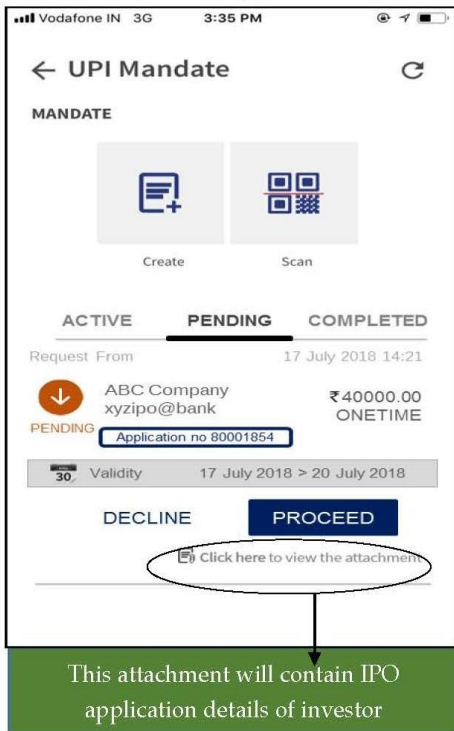 Vodafone IN 3G 3:35 PM
← UPI Mandate
MANDATE
Create Scan
ACTIVE PENDING COMPLETED
Request From 17 July 2018 14:21
ABC Company ₹40000.00
xyzipo@bank ONETIME
PENDING
Application no 80001854
30 Validity 17 July 2018 > 20 July 2018
DECLINE PROCEED
Click here to view the attachment
This attachment will contain IPO
application details of investor